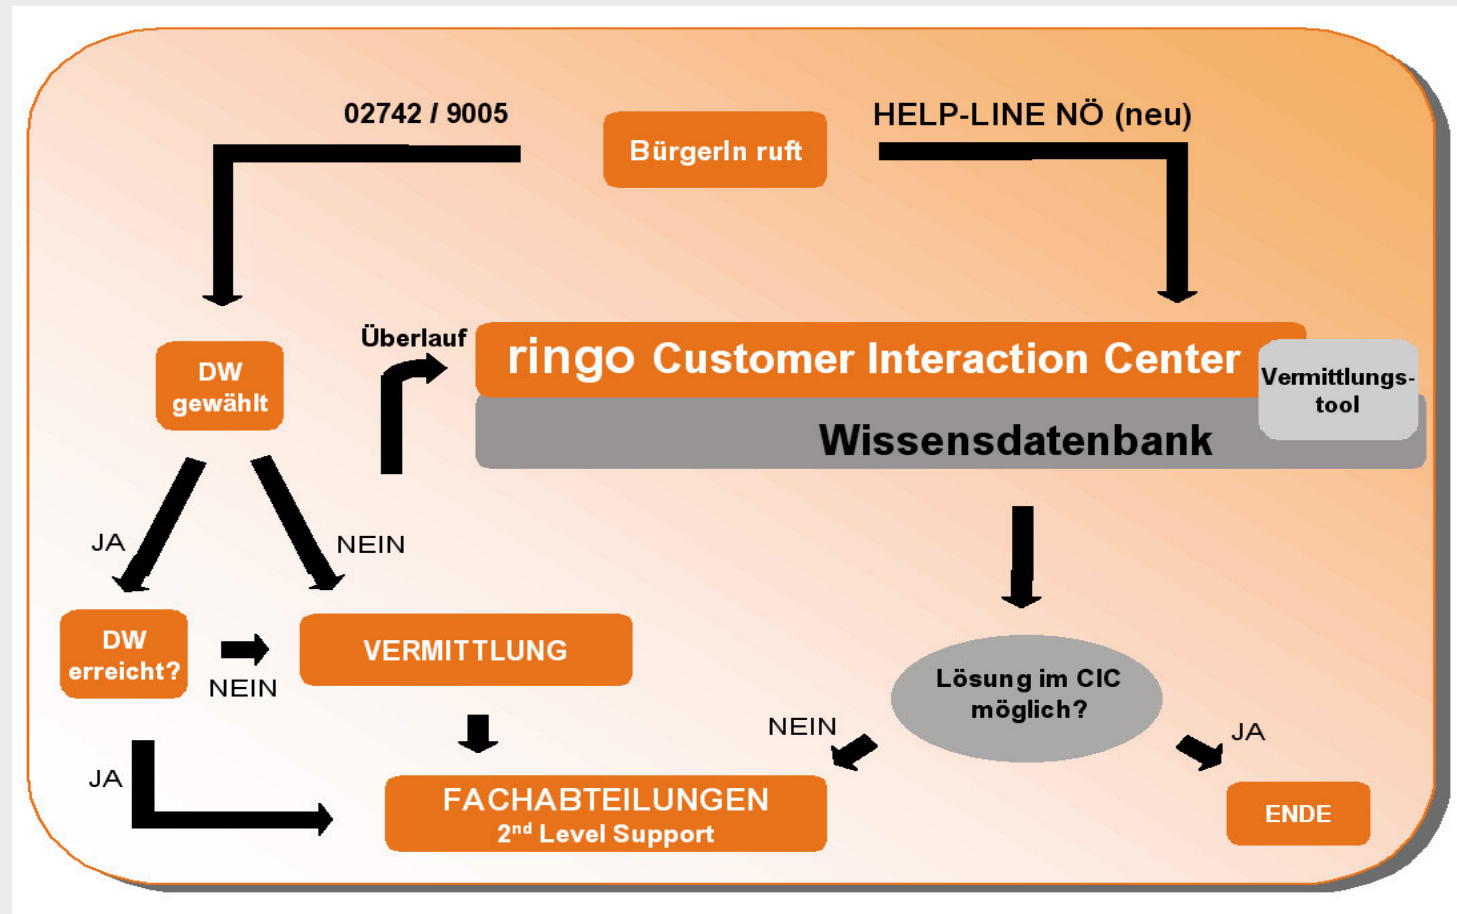 02742 / 9005
BürgerIn ruft
HELP-LINE NÖ (neu)
Überlauf
ringo Customer Interaction Center
Vermittlungs-
tool
Wissensdatenbank
DW
gewählt
JA
NEIN
DW
erreicht?
NEIN
VERMITTLUNG
Lösung im CIC
möglich?
NEIN
JA
JA
FACHABTEILUNGEN
2nd Level Support
ENDE